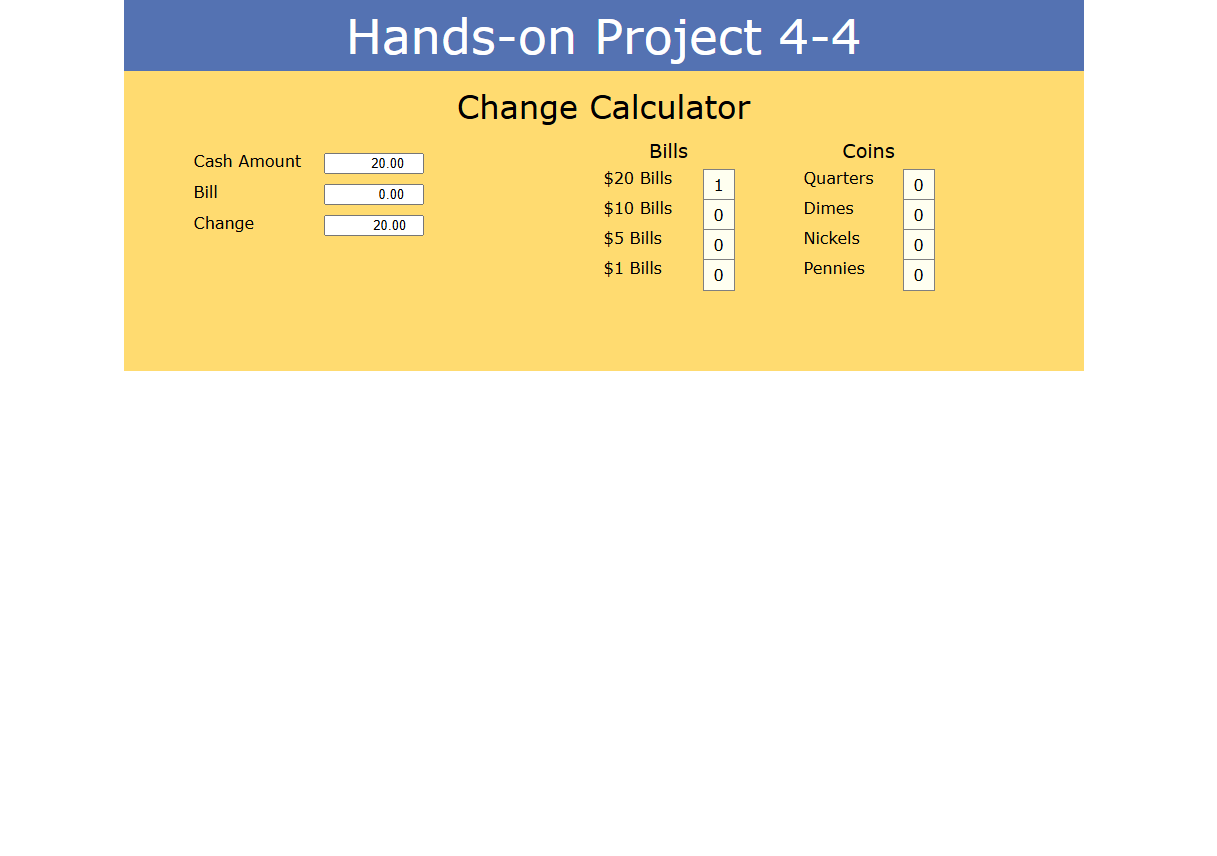 Hands-on Project 4-4
Change Calculator
Cash Amount 20.00
Bill 0.00
Change 20.00
Bills
$20 Bills 1
$10 Bills 0
$5 Bills 0
$1 Bills 0
Coins
Quarters 0
Dimes 0
Nickels 0
Pennies 0